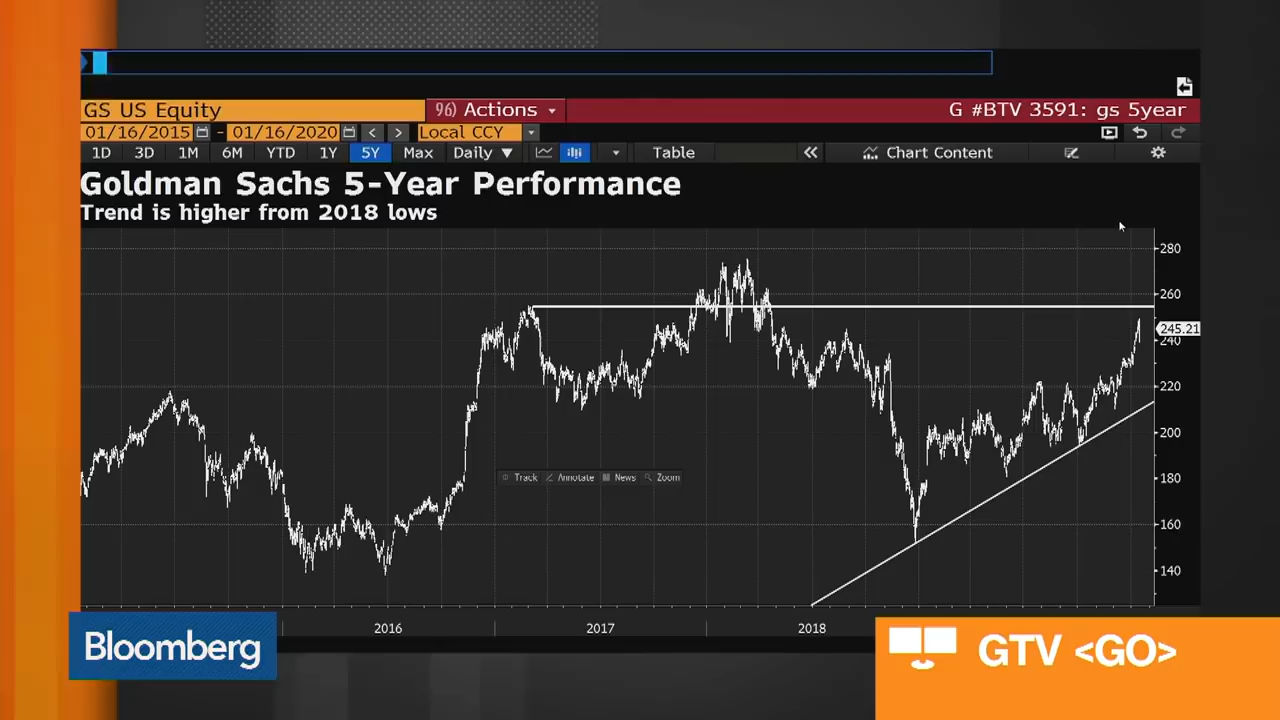 GS US Equity 96) Actions G #BTV 3591: gs 5year
01/16/2015 - 01/16/2020 < > Local CCY
1D 3D 1M 6M YTD 1Y 5Y Max Daily ▼ Table « Chart Content
Goldman Sachs 5-Year Performance
Trend is higher from 2018 lows
280
260
245.21
240
220
200
180
Track Annotate News Zoom
160
140
2016 2017 2018
Bloomberg
GTV <GO>